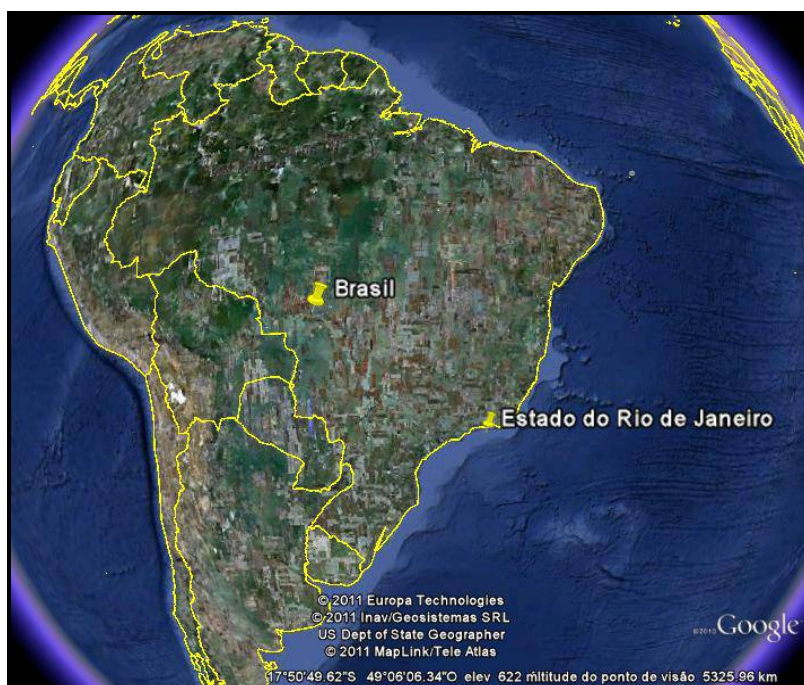 Brasil
Estado do Rio de Janeiro
© 2011 Europa Technologies
© 2011 Inav/Geosistemas SRL
US Dept of State Geographer
© 2011 MapLink/Tele Atlas
©2010 Google
17°50'49.62"S 49°06'06.34"O elev 622 m ltitude do ponto de visão 5325.96 km